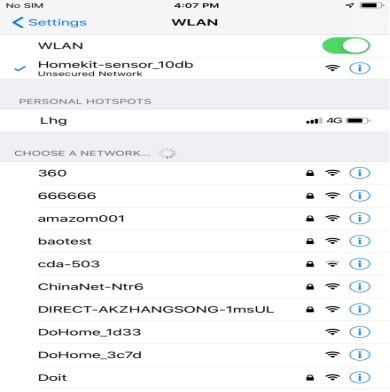 No SIM 4:07 PM
Settings WLAN
WLAN
Homekit-sensor_10db
Unsecured Network
PERSONAL HOTSPOTS
Lhg 4G
CHOOSE A NETWORK...
360
666666
amazom001
baotest
cda-503
ChinaNet-Ntr6
DIRECT-AKZHANGSONG-1msUL
DoHome_1d33
DoHome_3c7d
Doit